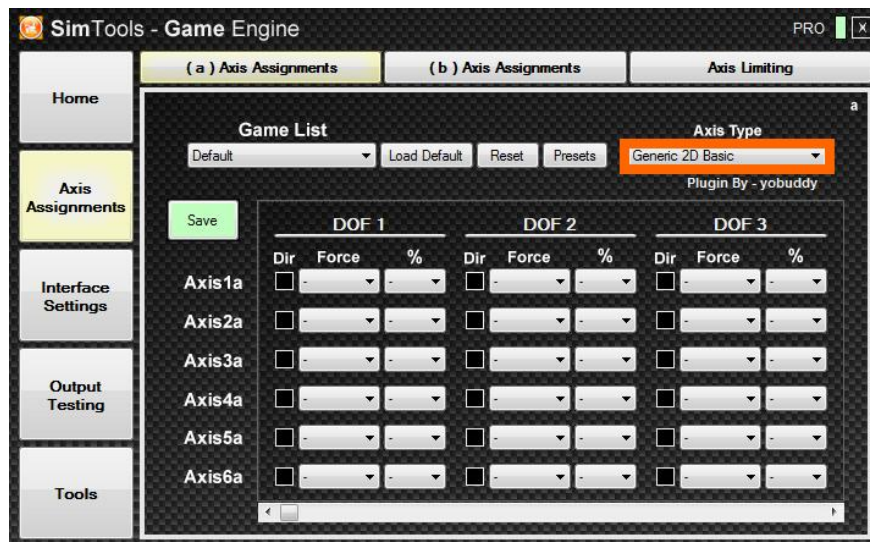 SimTools - Game Engine
PRO
X
( a ) Axis Assignments
( b ) Axis Assignments
Axis Limiting
Home
Axis Assignments
Interface Settings
Output Testing
Tools
a
Game List
Axis Type
Default
Load Default
Reset
Presets
Generic 2D Basic
Plugin By - yobuddy
Save
DOF 1 DOF 2 DOF 3
Dir Force % Dir Force % Dir Force %
Axis1a - - - - - -
Axis2a - - - - - -
Axis3a - - - - - -
Axis4a - - - - - -
Axis5a - - - - - -
Axis6a - - - - - -